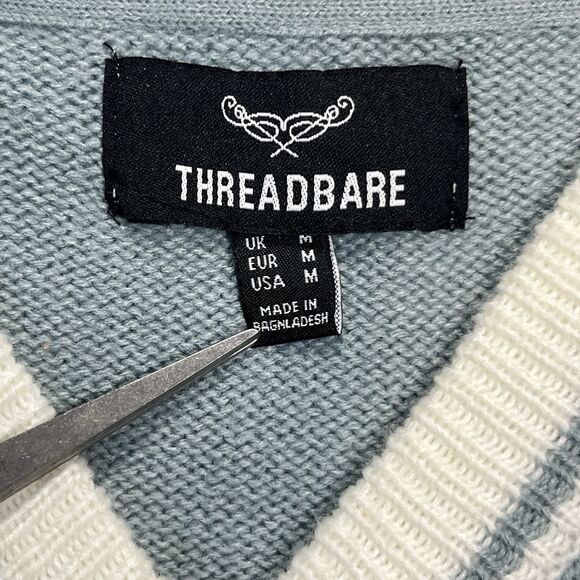 THREADBARE
UK M
EUR M
USA M
MADE IN
BAGNLADESH